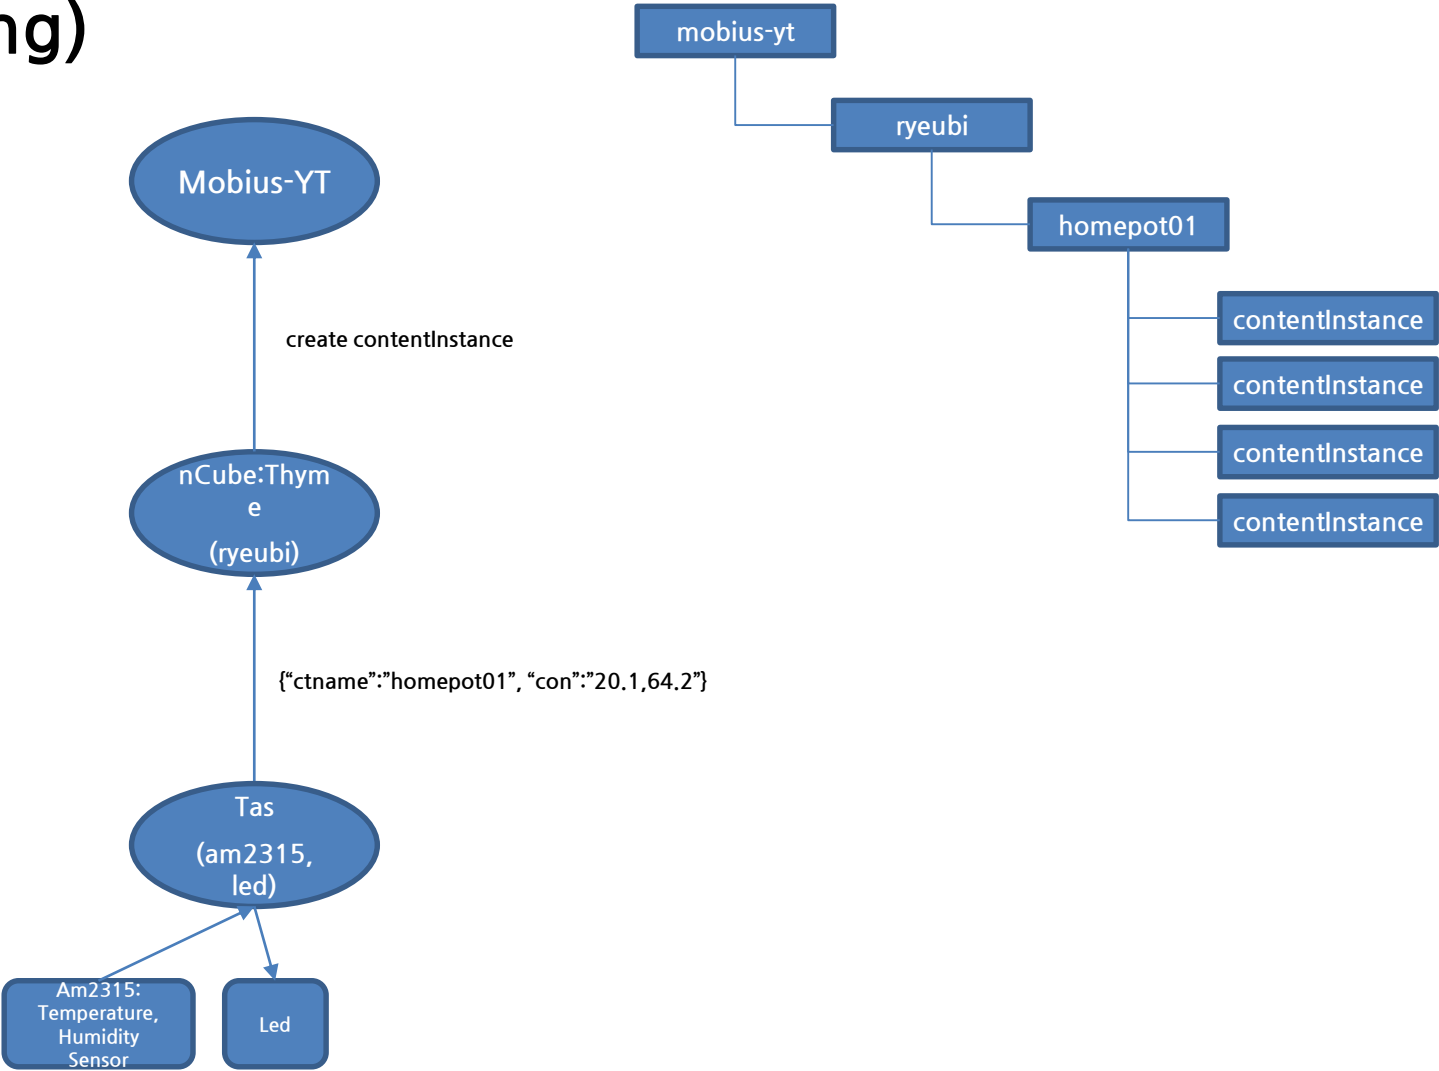 ng)
mobius-yt
ryeubi
homepot01
contentInstance
contentInstance
contentInstance
contentInstance
Mobius-YT
create contentInstance
nCube:Thym
e
(ryeubi)
{“ctname”:”homepot01”, “con”:”20.1,64.2”}
Tas
(am2315,
led)
Am2315:
Temperature,
Humidity
Sensor
Led